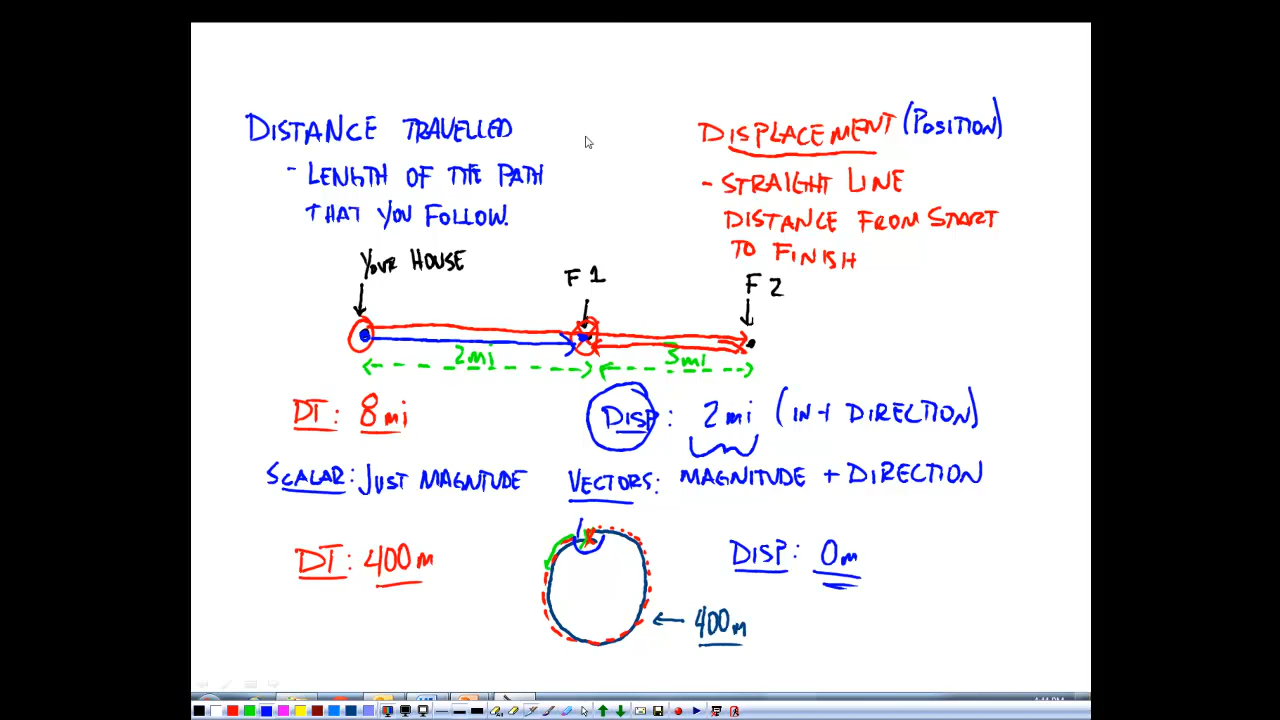 DISTANCE TRAVELLED
- LENGTH OF THE PATH
THAT YOU FOLLOW.
DISPLACEMENT (POSITION)
- STRAIGHT LINE
DISTANCE FROM START
TO FINISH
YOUR HOUSE
F 1
F 2
2mi
3mi
DT: 8mi
DISP: 2mi (IN + DIRECTION)
SCALAR: JUST MAGNITUDE
VECTORS: MAGNITUDE + DIRECTION
DT: 400m
DISP: 0m
← 400m